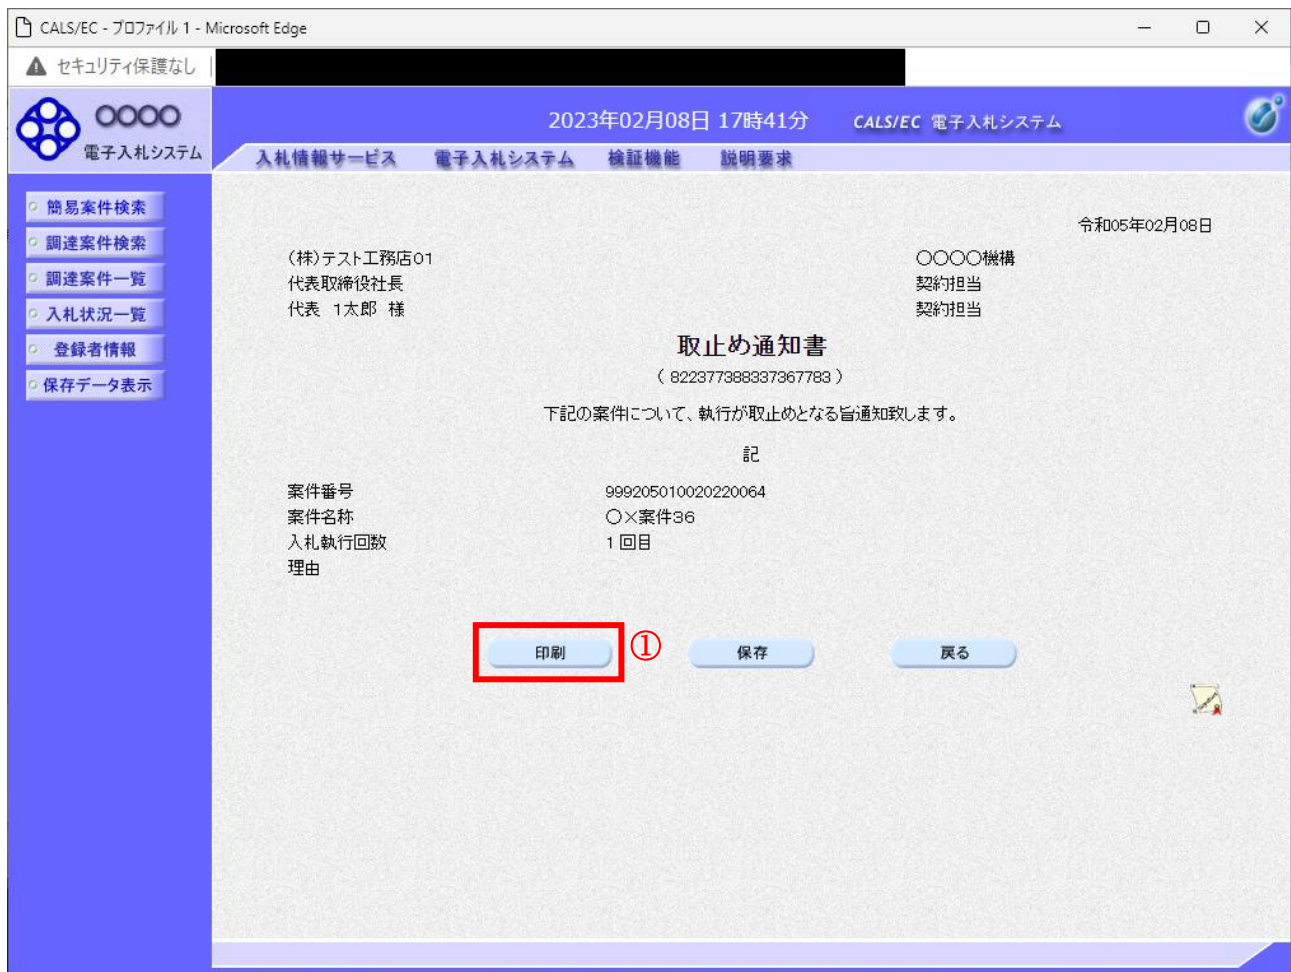 CALS/EC - プロファイル 1 - Microsoft Edge
セキュリティ保護なし
〇〇〇〇
電子入札システム
2023年02月08日 17時41分 CALS/EC 電子入札システム
入札情報サービス 電子入札システム 検証機能 説明要求
簡易案件検索
調達案件検索
調達案件一覧
入札状況一覧
登録者情報
保存データ表示
令和05年02月08日
(株)テスト工務店01
代表取締役社長
代表 1太郎 様
〇〇〇〇機構
契約担当
契約担当
取止め通知書
( 822377388337367783 )
下記の案件について、執行が取止めとなる旨通知致します。
記
案件番号 999205010020220064
案件名称 〇×案件36
入札執行回数 1回目
理由
印刷 ① 保存 戻る